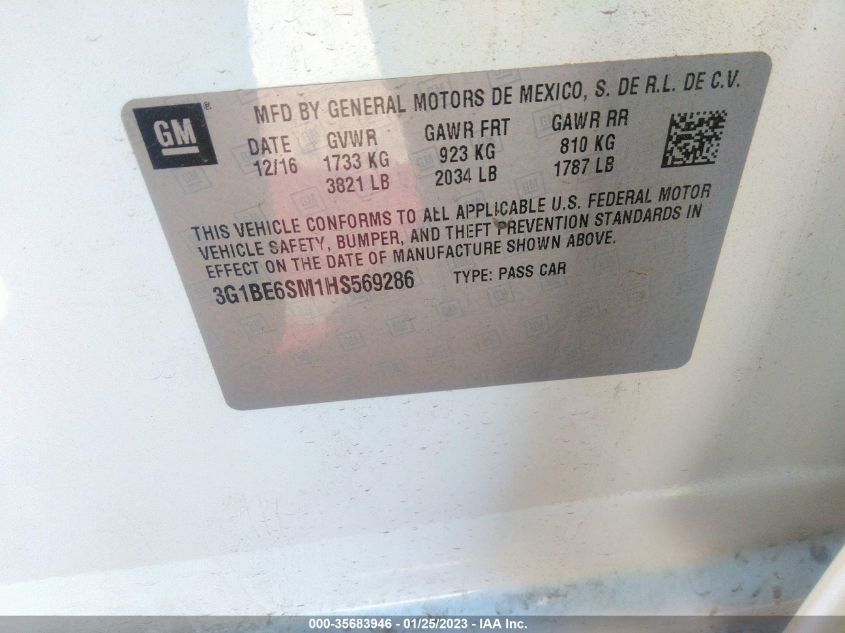 GM®
MFD BY GENERAL MOTORS DE MEXICO, S. DE R.L. DE C.V.
DATE GVWR GAWR FRT GAWR RR
12/16 1733 KG 923 KG 810 KG
3821 LB 2034 LB 1787 LB
THIS VEHICLE CONFORMS TO ALL APPLICABLE U.S. FEDERAL MOTOR
VEHICLE SAFETY, BUMPER, AND THEFT PREVENTION STANDARDS IN
EFFECT ON THE DATE OF MANUFACTURE SHOWN ABOVE.
3G1BE6SM1HS569286 TYPE: PASS CAR
000-35683946 - 01/25/2023 - IAA Inc.